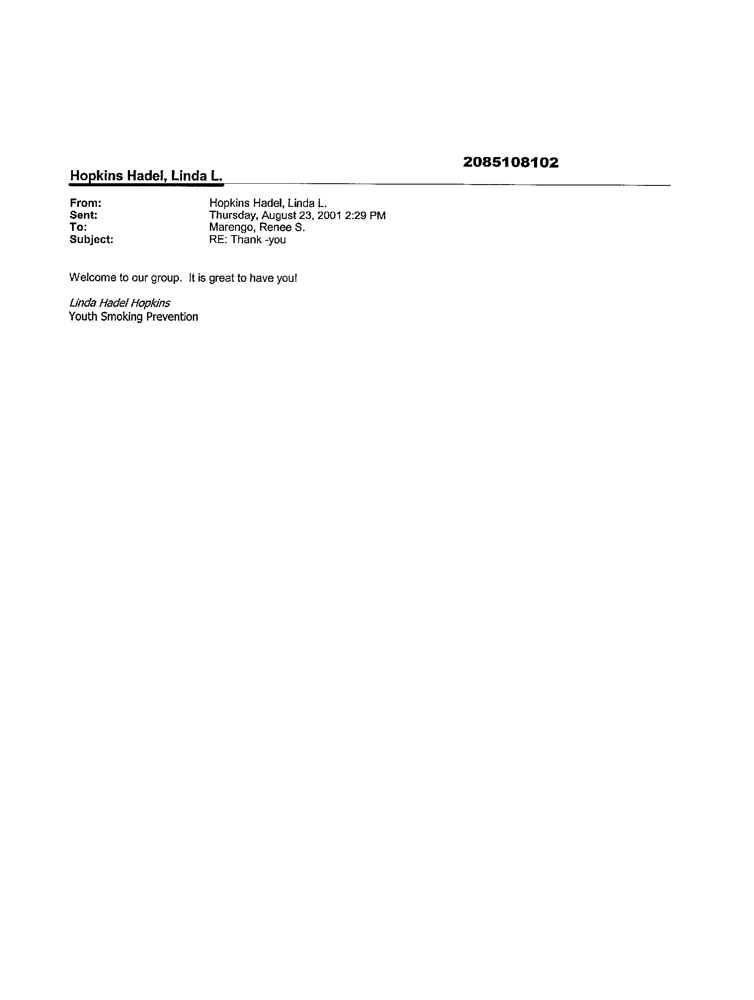 2085108102
Hopkins Hadel, Linda L.
From: Hopkins Hadel, Linda L.
Sent: Thursday, August 23, 2001 2:29 PM
To: Marengo, Renee S.
Subject: RE: Thank -you
Welcome to our group.  It is great to have you!
Linda Hadel Hopkins
Youth Smoking Prevention